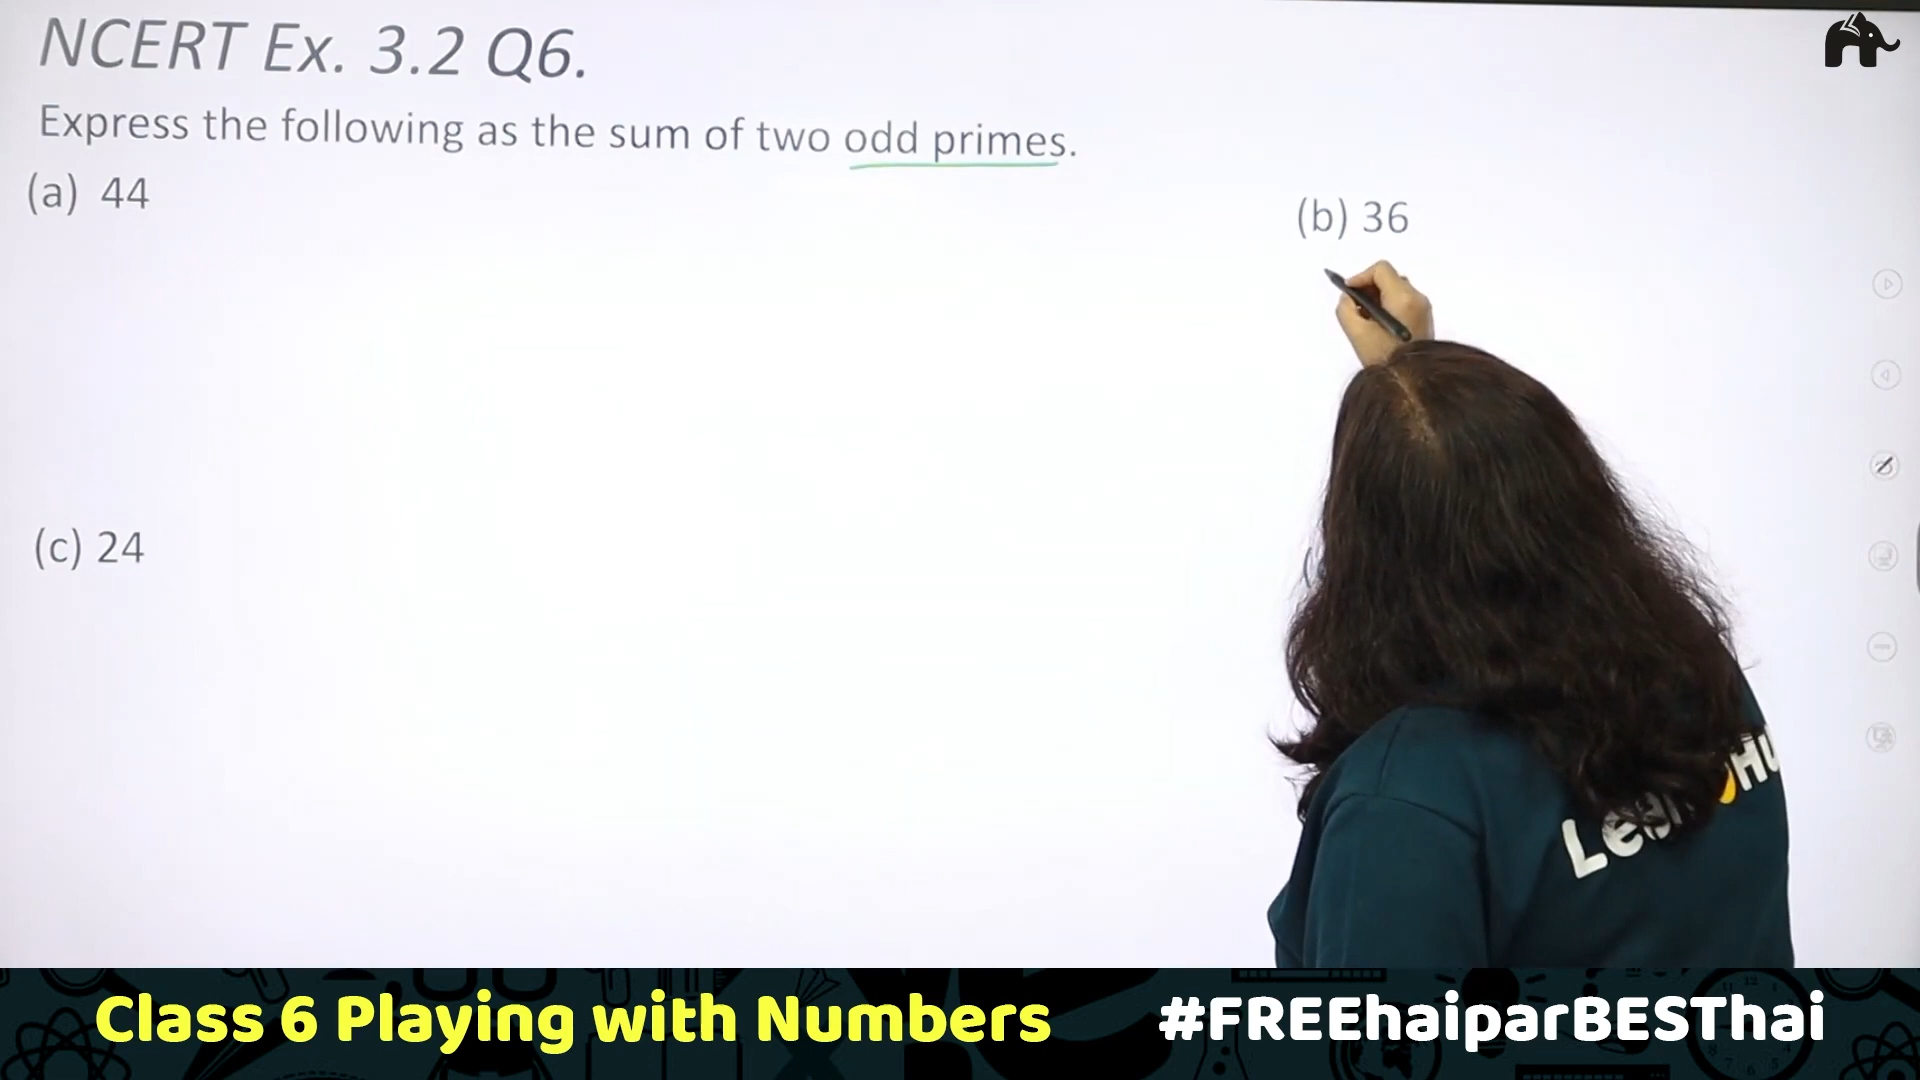 NCERT Ex. 3.2 Q6.
Express the following as the sum of two odd primes.
(a) 44
(b) 36
(c) 24
Class 6 Playing with Numbers
#FREEhaiparBESThai